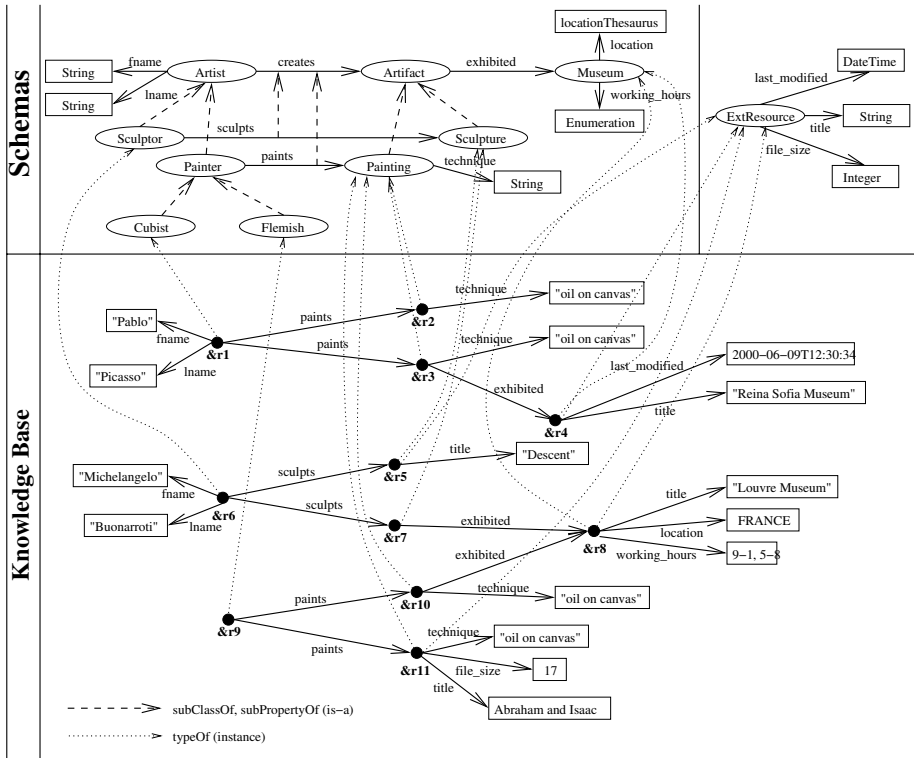 Schemas
locationThesaurus
location
String
fname
Artist
creates
Artifact
exhibited
Museum
DateTime
last_modified
String
lname
working_hours
Enumeration
ExtResource
title
String
file_size
Integer
Sculptor
sculpts
Sculpture
Painter
paints
Painting
technique
String
Cubist
Flemish
Knowledge Base
"Pablo"
fname
"Picasso"
lname
&r1
paints
&r2
technique
"oil on canvas"
paints
&r3
technique
"oil on canvas"
exhibited
&r4
last_modified
2000−06−09T12:30:34
title
"Reina Sofia Museum"
"Michelangelo"
fname
"Buonarroti"
lname
&r6
sculpts
&r5
title
"Descent"
sculpts
&r7
exhibited
&r8
title
"Louvre Museum"
location
FRANCE
working_hours
9−1, 5−8
&r9
paints
&r10
exhibited
technique
"oil on canvas"
paints
&r11
technique
"oil on canvas"
file_size
17
title
Abraham and Isaac
subClassOf, subPropertyOf (is−a)
typeOf (instance)